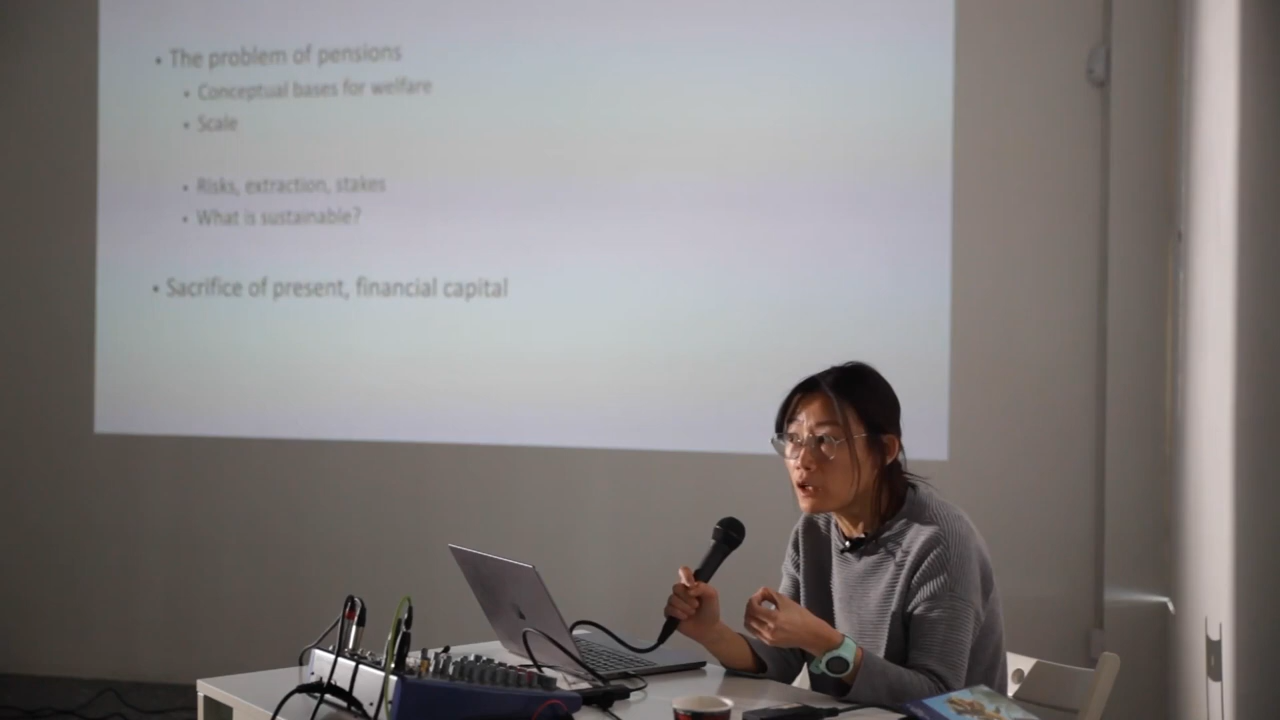 • The problem of pensions
• Conceptual bases for welfare
• Scale
• Risks, extraction, stakes
• What is sustainable?
• Sacrifice of present, financial capital